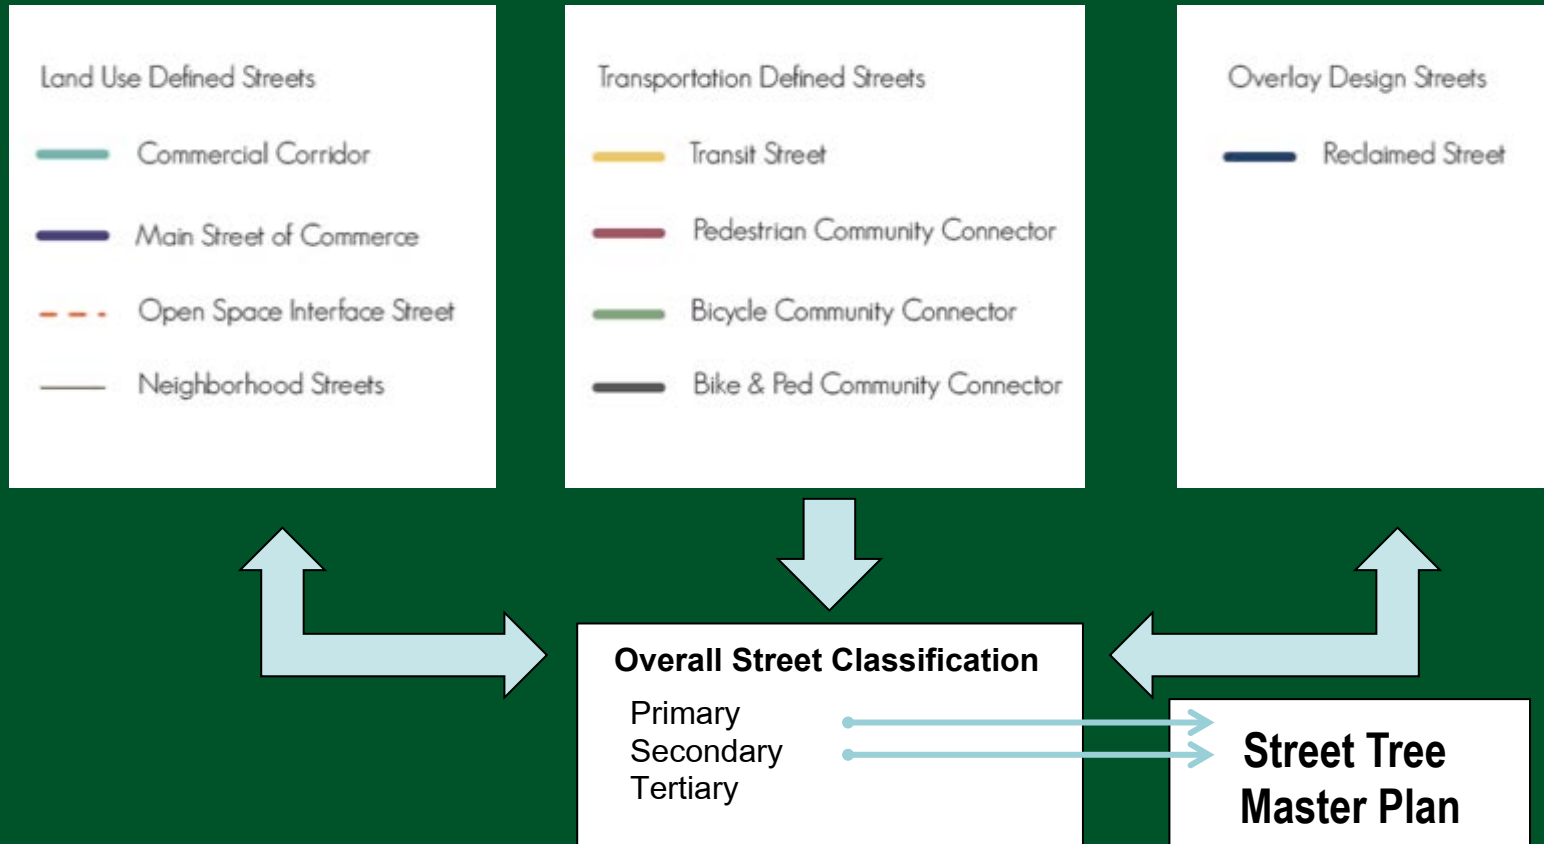 Land Use Defined Streets
Commercial Corridor
Main Street of Commerce
Open Space Interface Street
Neighborhood Streets
Transportation Defined Streets
Transit Street
Pedestrian Community Connector
Bicycle Community Connector
Bike & Ped Community Connector
Overlay Design Streets
Reclaimed Street
Overall Street Classification
Primary
Secondary
Tertiary
Street Tree
Master Plan